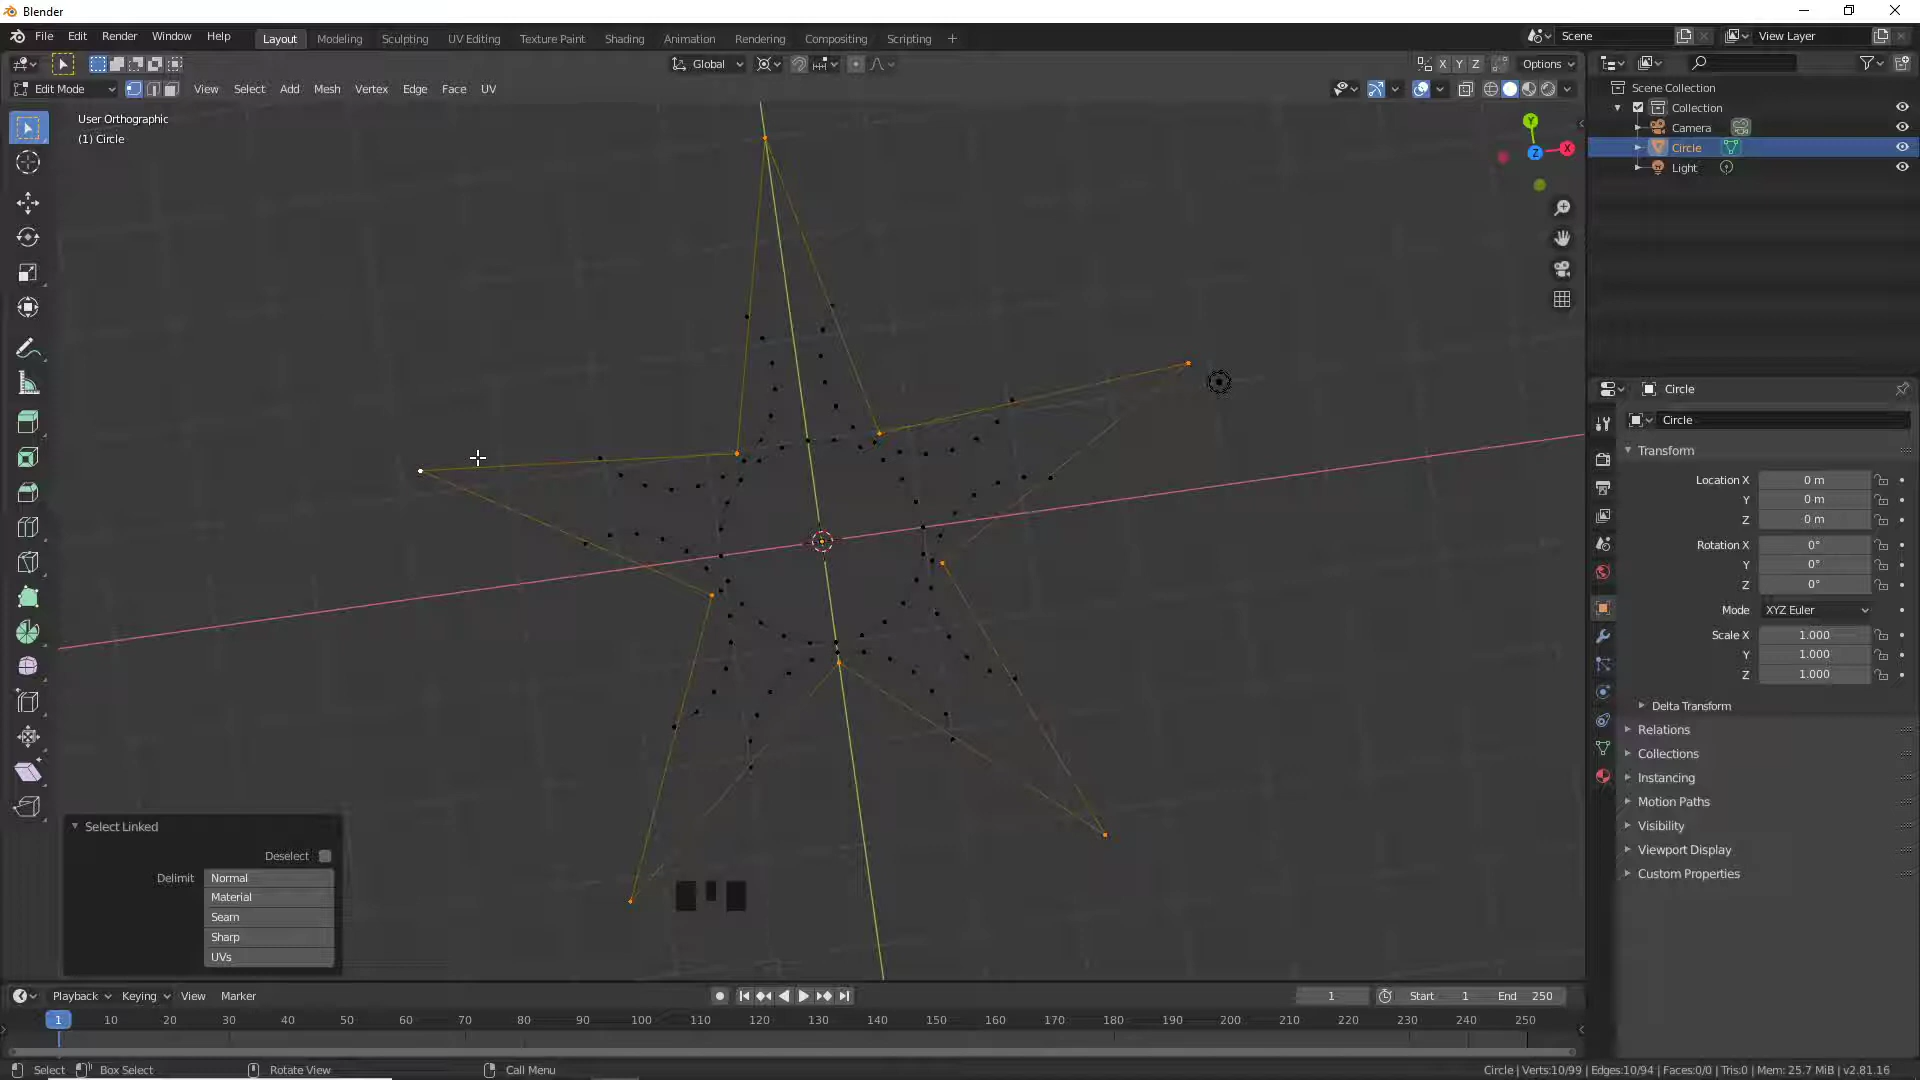 Blender
File Edit Render Window Help
Layout Modeling Sculpting UV Editing Texture Paint Shading Animation Rendering Compositing Scripting
Scene
View Layer
Global
X Y Z
Options
Edit Mode
View Select Add Mesh Vertex Edge Face UV
User Orthographic
(1) Circle
Y
X
Z
Scene Collection
Collection
Camera
Circle
Light
Circle
Circle
Transform
Location X 0 m
Y 0 m
Z 0 m
Rotation X 0°
Y 0°
Z 0°
Mode XYZ Euler
Scale X 1.000
Y 1.000
Z 1.000
Delta Transform
Relations
Collections
Instancing
Motion Paths
Visibility
Viewport Display
Custom Properties
Select Linked
Deselect
Delimit Normal
Material
Seam
Sharp
UVs
Playback Keying View Marker
1 Start 1 End 250
1 10 20 30 40 50 60 70 80 90 100 110 120 130 140 150 160 170 180 190 200 210 220 230 240 250
Select Box Select Rotate View Call Menu
Circle | Verts:10/99 | Edges:10/94 | Faces:0/0 | Tris:0 | Mem: 25.7 MiB | v2.81.16